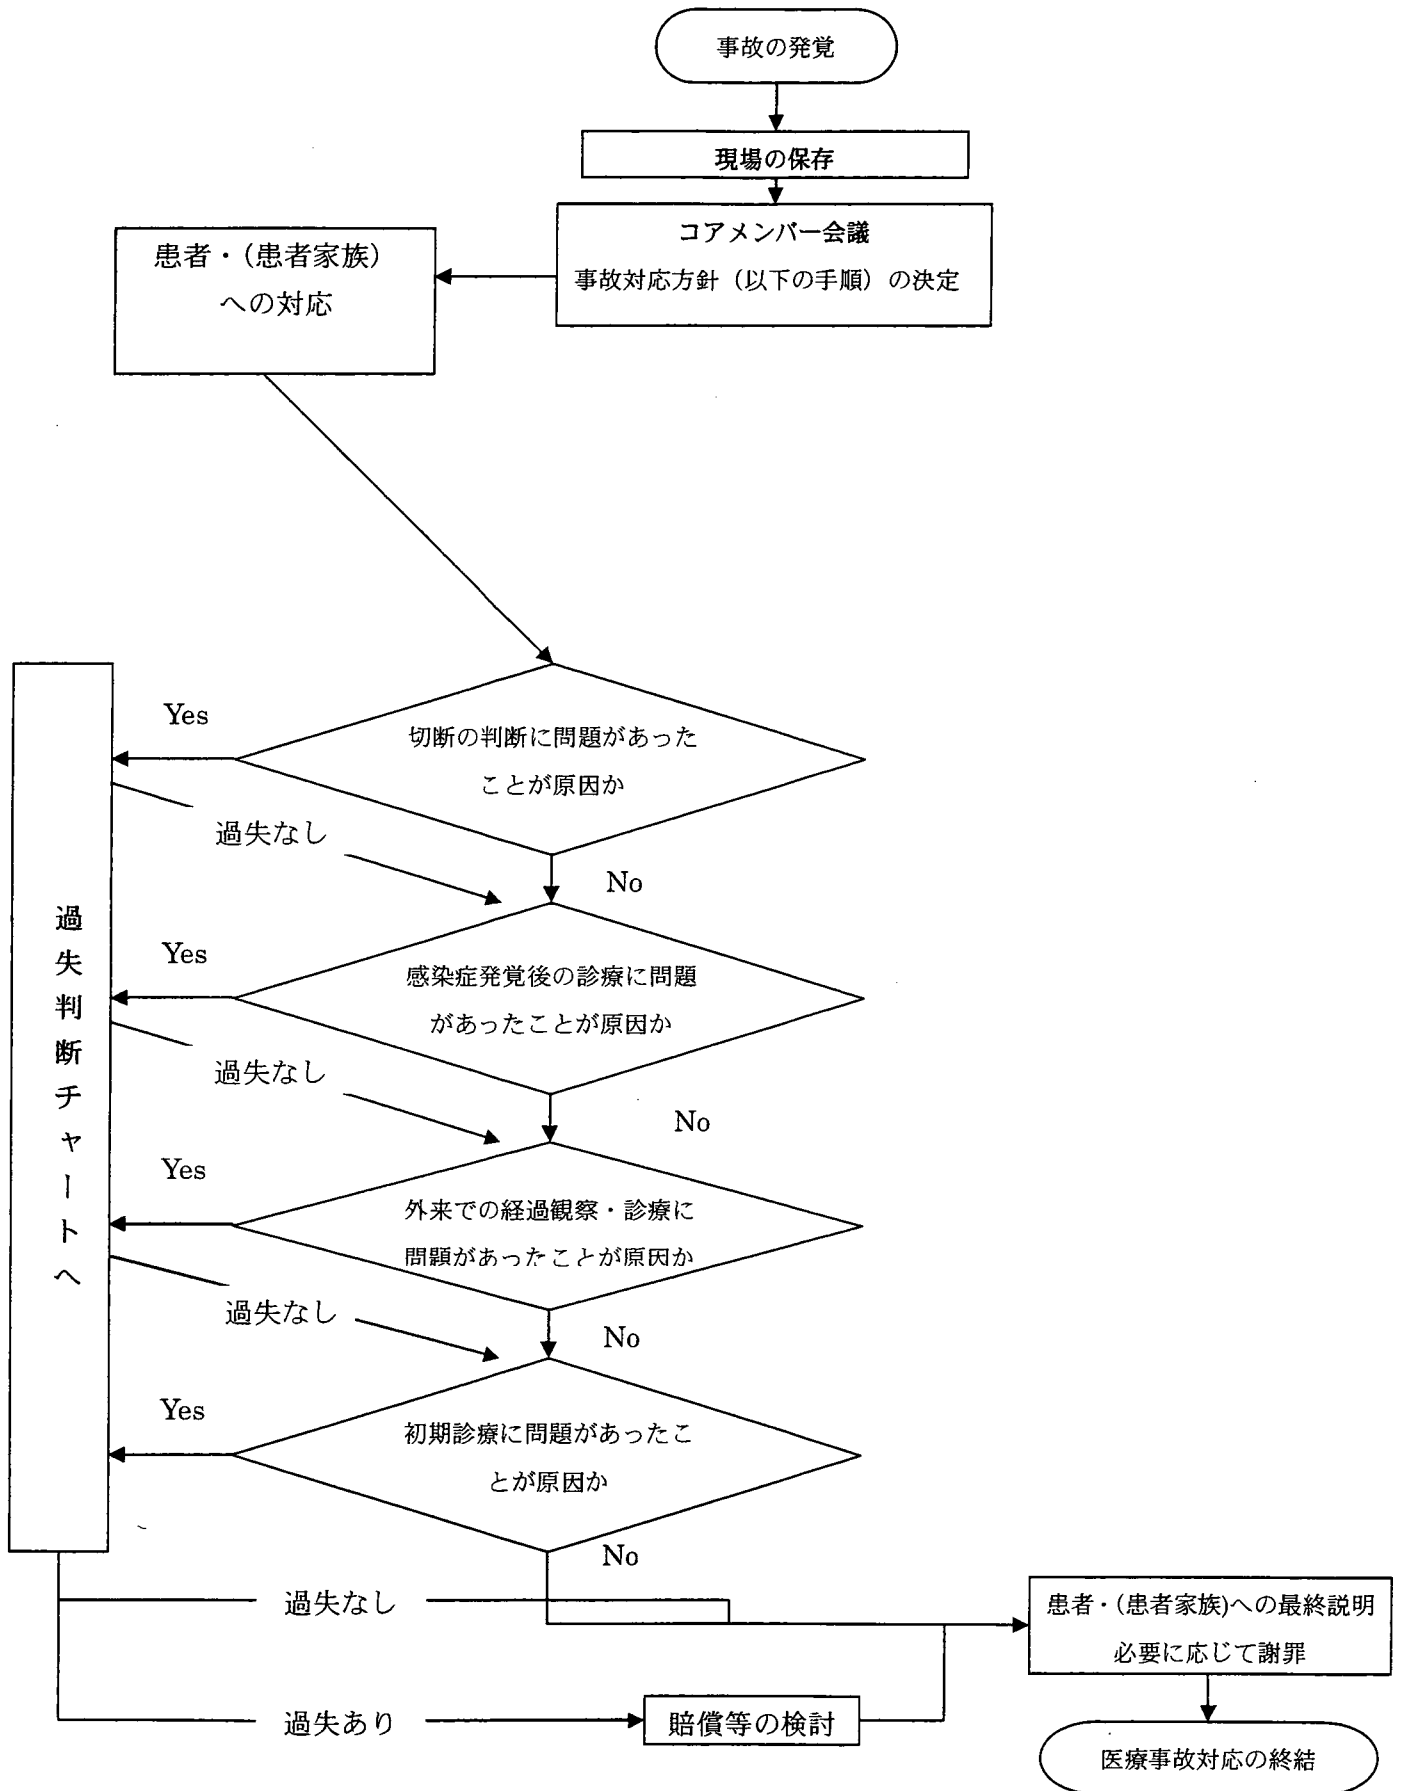 事故の発覚
現場の保存
コアメンバー会議
事故対応方針（以下の手順）の決定
患者・（患者家族）
への対応
Yes
切断の判断に問題があった
ことが原因か
過失なし
No
過失判断チャートへ
Yes
感染症発覚後の診療に問題
があったことが原因か
過失なし
No
Yes
外来での経過観察・診療に
問題があったことが原因か
過失なし
No
Yes
初期診療に問題があったこ
とが原因か
No
過失なし
患者・（患者家族)への最終説明
必要に応じて謝罪
過失あり
賠償等の検討
医療事故対応の終結